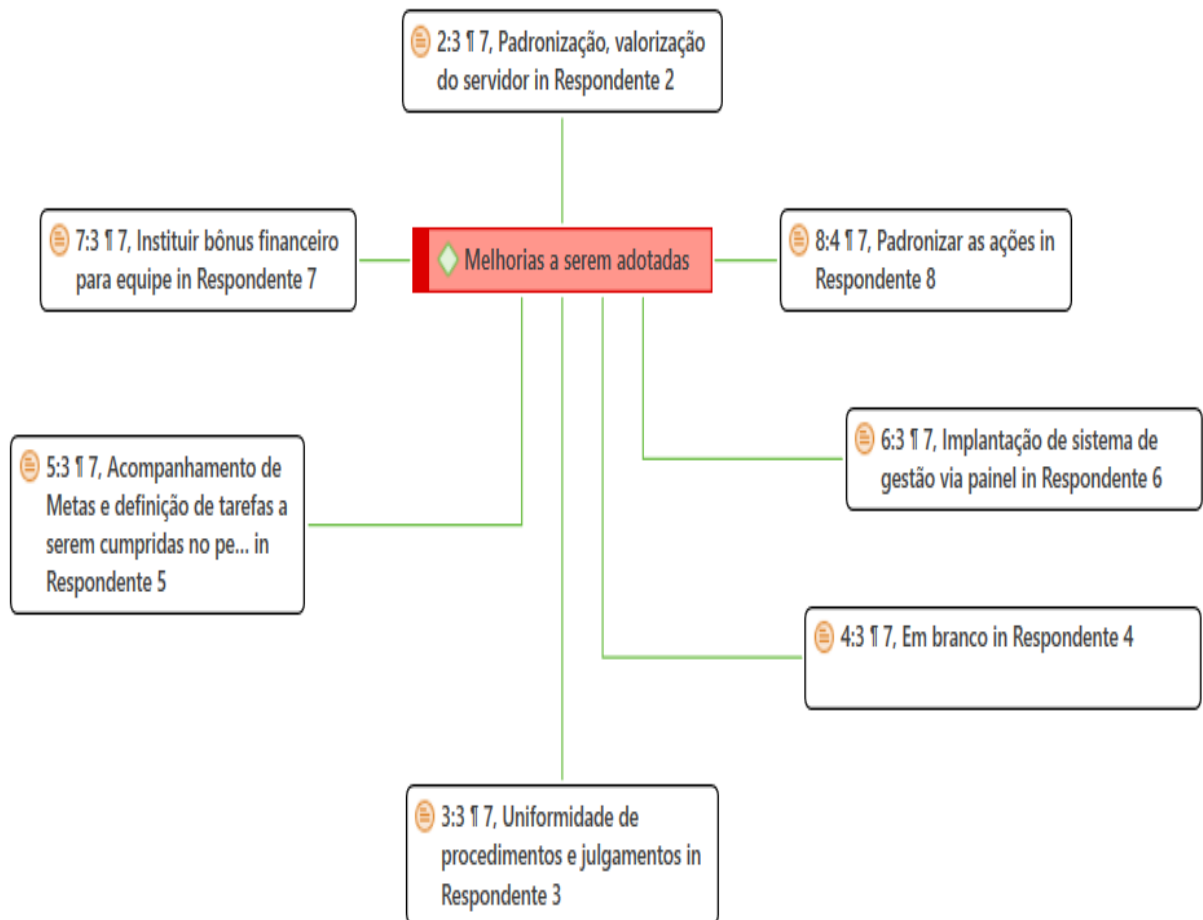 2:3 ¶ 7, Padronização, valorização
do servidor in Respondente 2
7:3 ¶ 7, Instituir bônus financeiro
para equipe in Respondente 7
Melhorias a serem adotadas
8:4 ¶ 7, Padronizar as ações in
Respondente 8
5:3 ¶ 7, Acompanhamento de
Metas e definição de tarefas a
serem cumpridas no pe... in
Respondente 5
6:3 ¶ 7, Implantação de sistema de
gestão via painel in Respondente 6
4:3 ¶ 7, Em branco in Respondente 4
3:3 ¶ 7, Uniformidade de
procedimentos e julgamentos in
Respondente 3